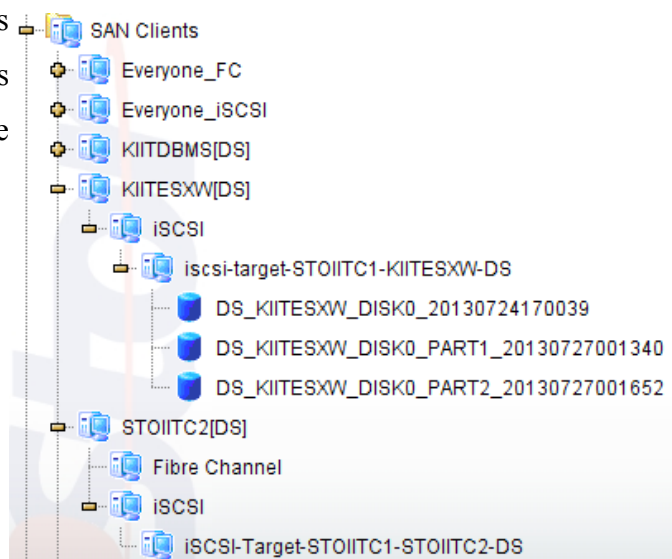 s
SAN Clients
s
Everyone_FC
Everyone_iSCSI
e
KIITDBMS[DS]
KIITESXW[DS]
iSCSI
iscsi-target-STOIITC1-KIITESXW-DS
DS_KIITESXW_DISK0_20130724170039
DS_KIITESXW_DISK0_PART1_20130727001340
DS_KIITESXW_DISK0_PART2_20130727001652
STOIITC2[DS]
Fibre Channel
iSCSI
iSCSI-Target-STOIITC1-STOIITC2-DS